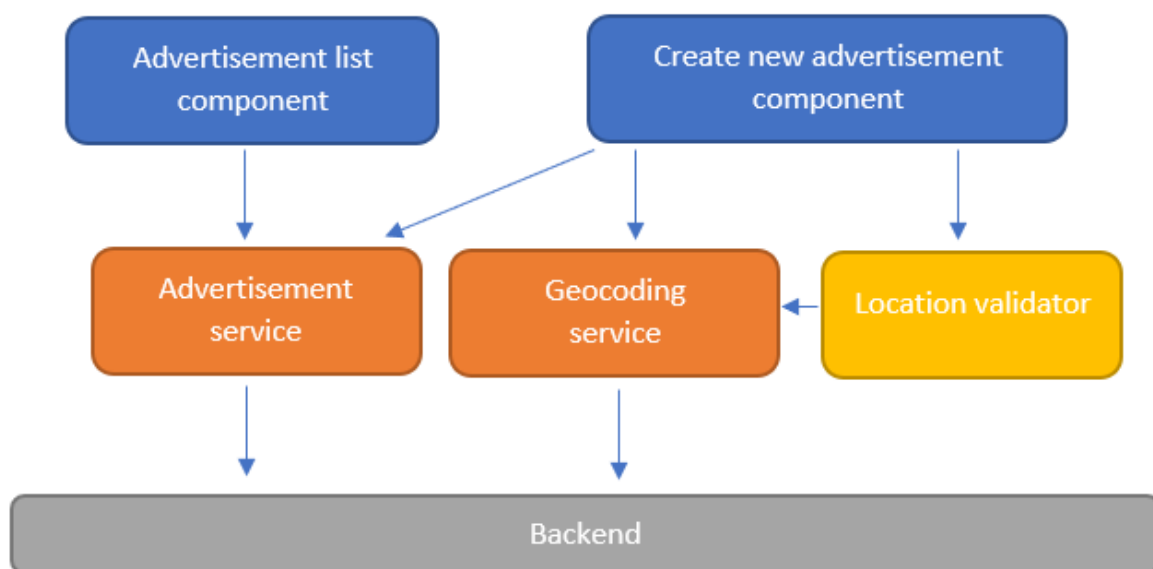 Advertisement list
component
Create new advertisement
component
Advertisement
service
Geocoding
service
Location validator
Backend